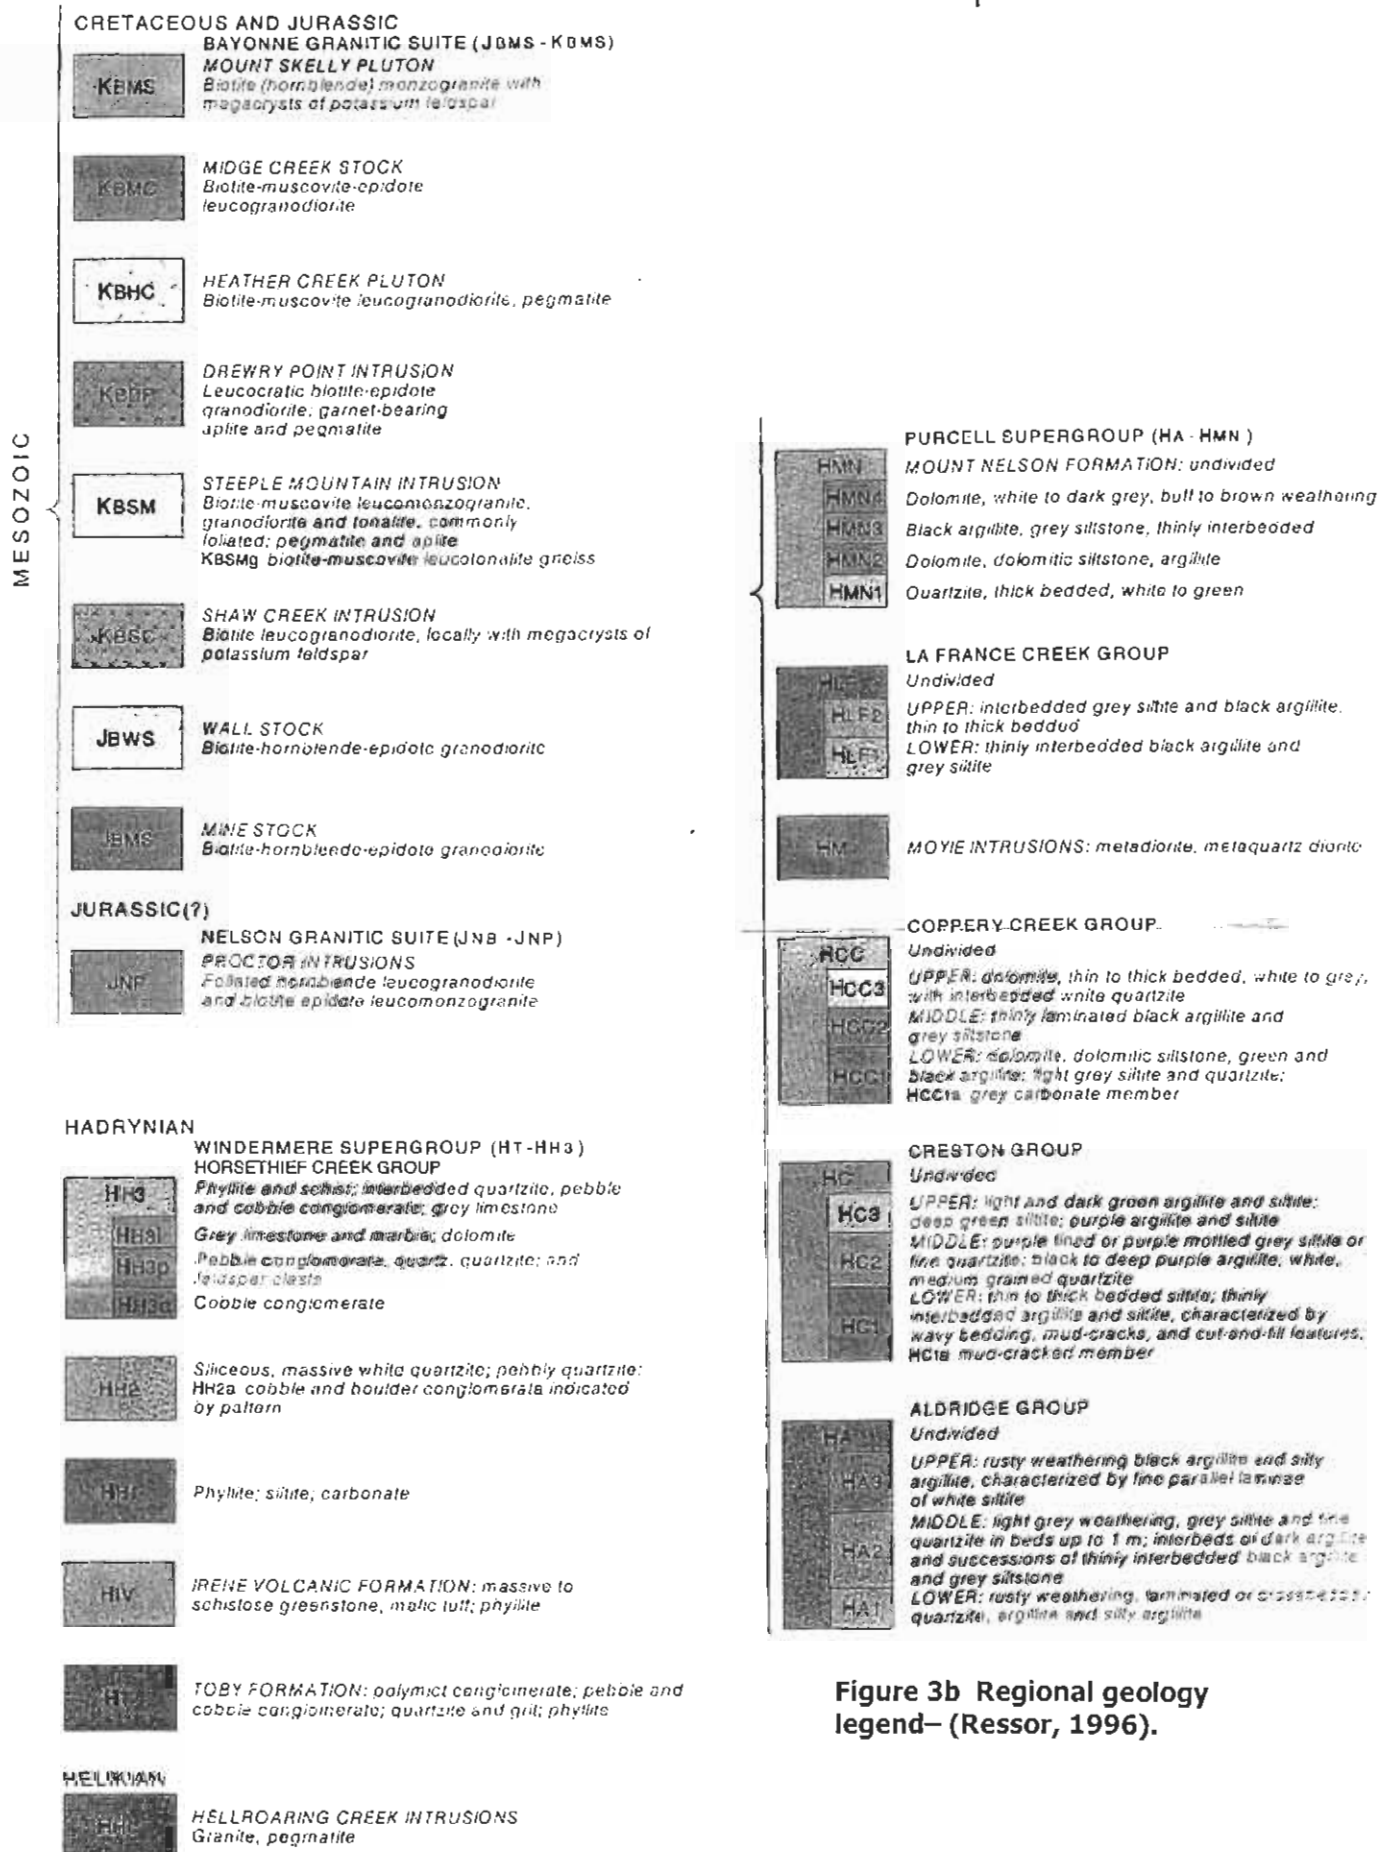 CRETACEOUS AND JURASSIC
BAYONNE GRANITIC SUITE (JBMS - KBMS)
KBMS
MOUNT SKELLY PLUTON
Biotite (hornblende) monzogranite with
megacrysts of potassium feldspar
KBMC
MIDGE CREEK STOCK
Biotite-muscovite-epidote
leucogranodiorite
KBHC
HEATHER CREEK PLUTON
Biotite-muscovite leucogranodiorite, pegmatite
KBDP
DREWRY POINT INTRUSION
Leucocratic biotite-epidote
granodiorite; garnet-bearing
aplite and pegmatite
MESOZOIC
KBSM
STEEPLE MOUNTAIN INTRUSION
Biotite-muscovite leucomonzogranite,
granodiorite and tonalite, commonly
foliated; pegmatite and aplite
KBSMg biotite-muscovite leucotonalite gneiss
KBSC
SHAW CREEK INTRUSION
Biotite leucogranodiorite, locally with megacrysts of
potassium feldspar
JBWS
WALL STOCK
Biotite-hornblende-epidote granodiorite
JBMS
MINE STOCK
Biotite-hornblende-epidote granodiorite
JURASSIC(?)
NELSON GRANITIC SUITE (JNB - JNP)
JNP
PROCTOR INTRUSIONS
Foliated hornblende leucogranodiorite
and biotite epidote leucomonzogranite
HADRYNIAN
WINDERMERE SUPERGROUP (HT-HH3)
HORSETHIEF CREEK GROUP
HH3
Phyllite and schist; interbedded quartzite, pebble
and cobble conglomerate; grey limestone
HH3l
Grey limestone and marble; dolomite
HH3p
Pebble conglomerate, quartz, quartzite; and
feldspar clasts
Cobble conglomerate
HH2
Siliceous, massive white quartzite; pebbly quartzite;
HH2a cobble and boulder conglomerate indicated
by pattern
HH1
Phyllite; siltite; carbonate
HIV
IRENE VOLCANIC FORMATION: massive to
schistose greenstone, mafic tuff; phyllite
HT
TOBY FORMATION: polymict conglomerate; pebble and
cobble conglomerate; quartzite and grit; phyllite
HELIKIAN
HELLROARING CREEK INTRUSIONS
Granite, pegmatite
PURCELL SUPERGROUP (HA - HMN)
HMN
MOUNT NELSON FORMATION: undivided
HMN4
Dolomite, white to dark grey, buff to brown weathering
HMN3
Black argillite, grey siltstone, thinly interbedded
HMN2
Dolomite, dolomitic siltstone, argillite
HMN1
Quartzite, thick bedded, white to green
LA FRANCE CREEK GROUP
HLF
Undivided
HLF2
UPPER: interbedded grey siltite and black argillite,
thin to thick bedded
HLF1
LOWER: thinly interbedded black argillite and
grey siltite
HM
MOYIE INTRUSIONS: metadiorite, metaquartz diorite
COPPERY CREEK GROUP
HCC
Undivided
HCC3
UPPER: dolomite, thin to thick bedded, white to grey,
with interbedded white quartzite
HCC2
MIDDLE: thinly laminated black argillite and
grey siltstone
HCC1
LOWER: dolomite, dolomitic siltstone, green and
black argillite; light grey siltite and quartzite;
HCC1a grey carbonate member
CRESTON GROUP
HC
Undivided
HC3
UPPER: light and dark green argillite and siltite;
deep green siltite; purple argillite and siltite
HC2
MIDDLE: purple lined or purple mottled grey siltite or
fine quartzite; black to deep purple argillite; white,
medium grained quartzite
HC1
LOWER: thin to thick bedded siltite; thinly
interbedded argillite and siltite, characterized by
wavy bedding, mud-cracks, and cut-and-fill features.
HC1a mud-cracked member
ALDRIDGE GROUP
HA
Undivided
HA3
UPPER: rusty weathering black argillite and silty
argillite, characterized by fine parallel laminae
of white siltite
HA2
MIDDLE: light grey weathering, grey siltite and fine
quartzite in beds up to 1 m; interbeds of dark argillite
and successions of thinly interbedded black argillite
and grey siltstone
HA1
LOWER: rusty weathering, laminated or
quartzite, argillite and silty argillite
Figure 3b Regional geology
legend– (Ressor, 1996).